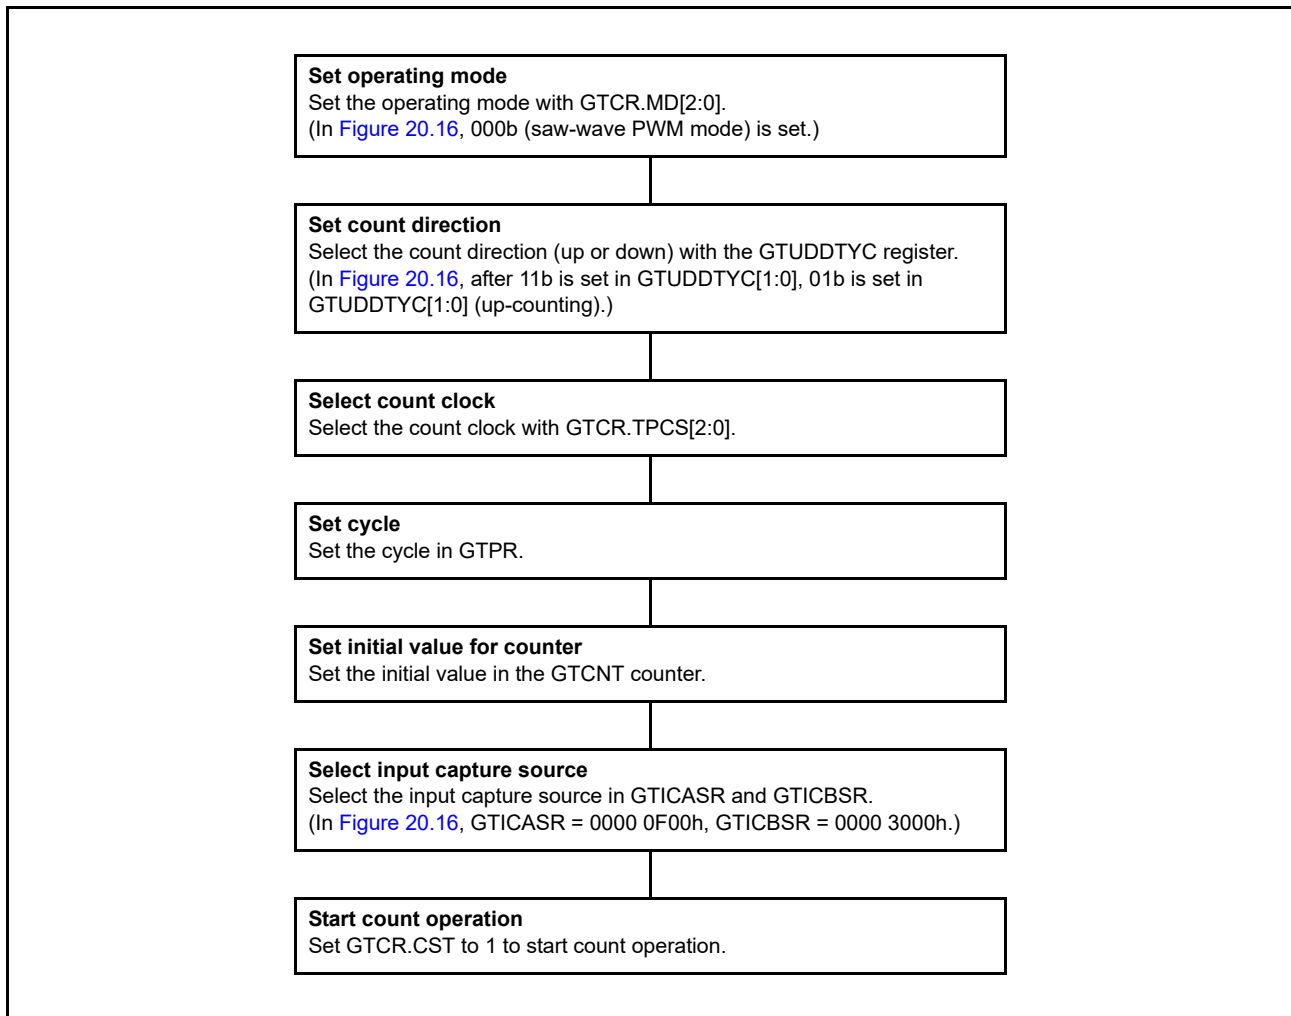 Set operating mode
Set the operating mode with GTCR.MD[2:0].
(In Figure 20.16, 000b (saw-wave PWM mode) is set.)
Set count direction
Select the count direction (up or down) with the GTUDDTYC register.
(In Figure 20.16, after 11b is set in GTUDDTYC[1:0], 01b is set in
GTUDDTYC[1:0] (up-counting).)
Select count clock
Select the count clock with GTCR.TPCS[2:0].
Set cycle
Set the cycle in GTPR.
Set initial value for counter
Set the initial value in the GTCNT counter.
Select input capture source
Select the input capture source in GTICASR and GTICBSR.
(In Figure 20.16, GTICASR = 0000 0F00h, GTICBSR = 0000 3000h.)
Start count operation
Set GTCR.CST to 1 to start count operation.